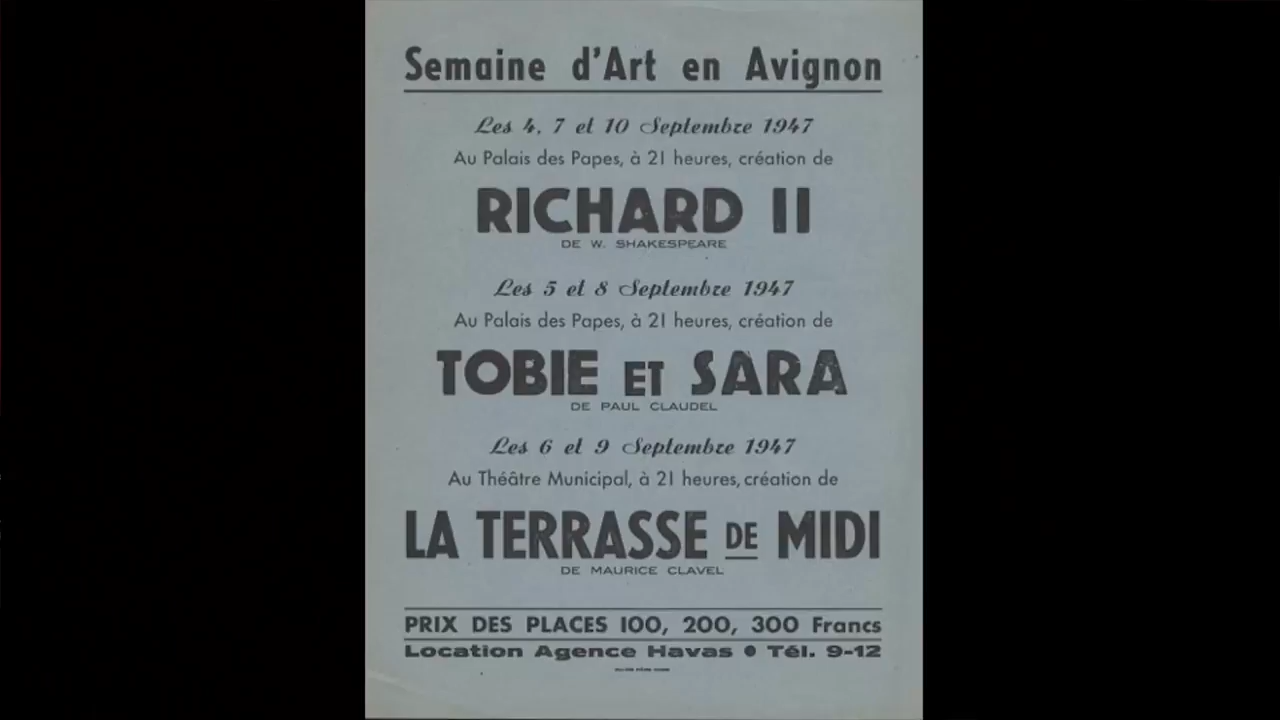 Semaine d'Art en Avignon
Les 4, 7 et 10 Septembre 1947
Au Palais des Papes, à 21 heures, création de
RICHARD II
DE W. SHAKESPEARE
Les 5 et 8 Septembre 1947
Au Palais des Papes, à 21 heures, création de
TOBIE ET SARA
DE PAUL CLAUDEL
Les 6 et 9 Septembre 1947
Au Théâtre Municipal, à 21 heures, création de
LA TERRASSE DE MIDI
DE MAURICE CLAVEL
PRIX DES PLACES 100, 200, 300 Francs
Location Agence Havas ● Tél. 9-12